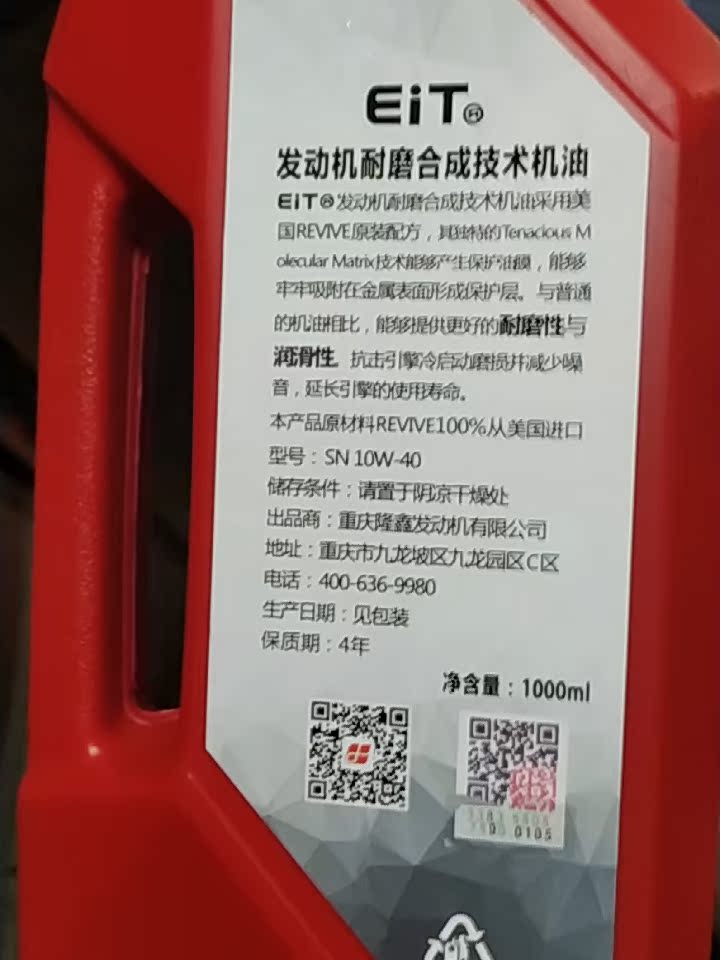 EiT®
发动机耐磨合成技术机油
EiT®发动机耐磨合成技术机油采用美
国REVIVE原装配方，其独特的Tenacious M
olecular Matrix技术能够产生保护油膜，能够
牢牢吸附在金属表面形成保护层。与普通
的机油相比，能够提供更好的耐磨性与
润滑性。抗击引擎冷启动磨损并减少噪
音，延长引擎的使用寿命。
本产品原材料REVIVE100%从美国进口
型号：SN 10W-40
储存条件：请置于阴凉干燥处
出品商：重庆隆鑫发动机有限公司
地址：重庆市九龙坡区九龙园区C区
电话：400-636-9980
生产日期：见包装
保质期：4年
净含量：1000ml
0105